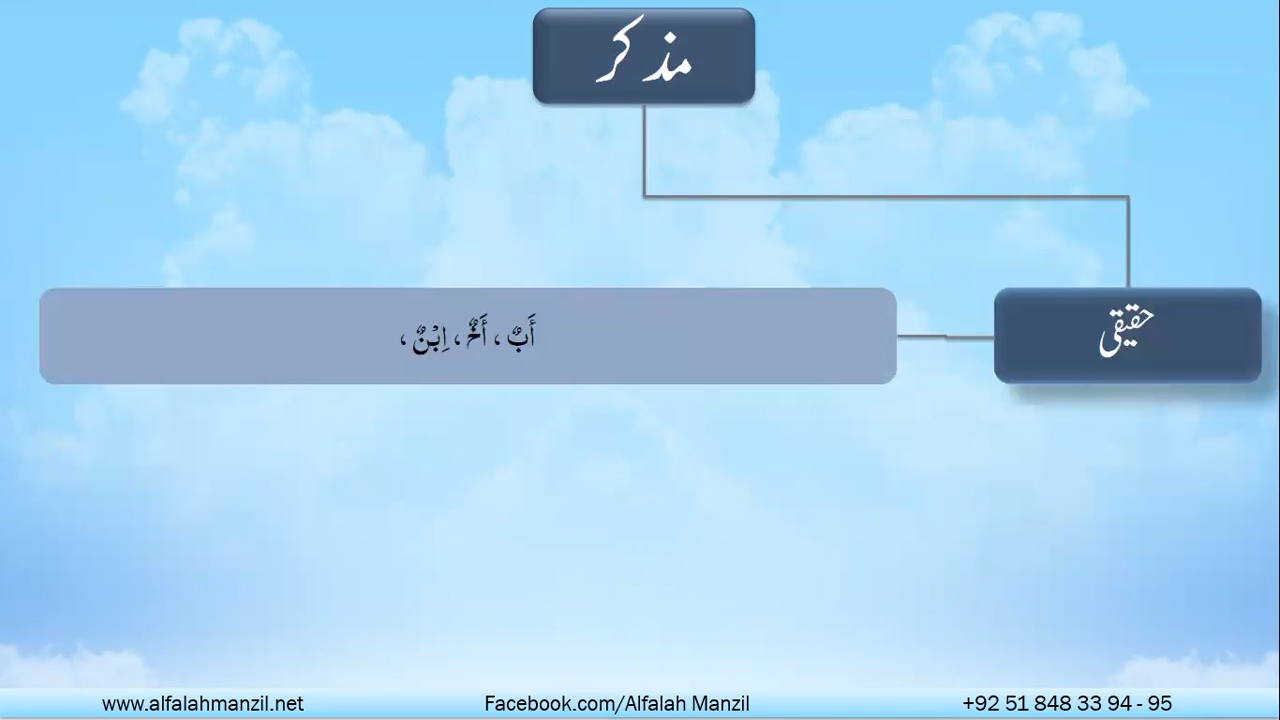 مذکر
حقیقی
أَبٌ ، أَخٌ ، اِبْنٌ ،
www.alfalahmanzil.net
Facebook.com/Alfalah Manzil
+92 51 848 33 94 - 95